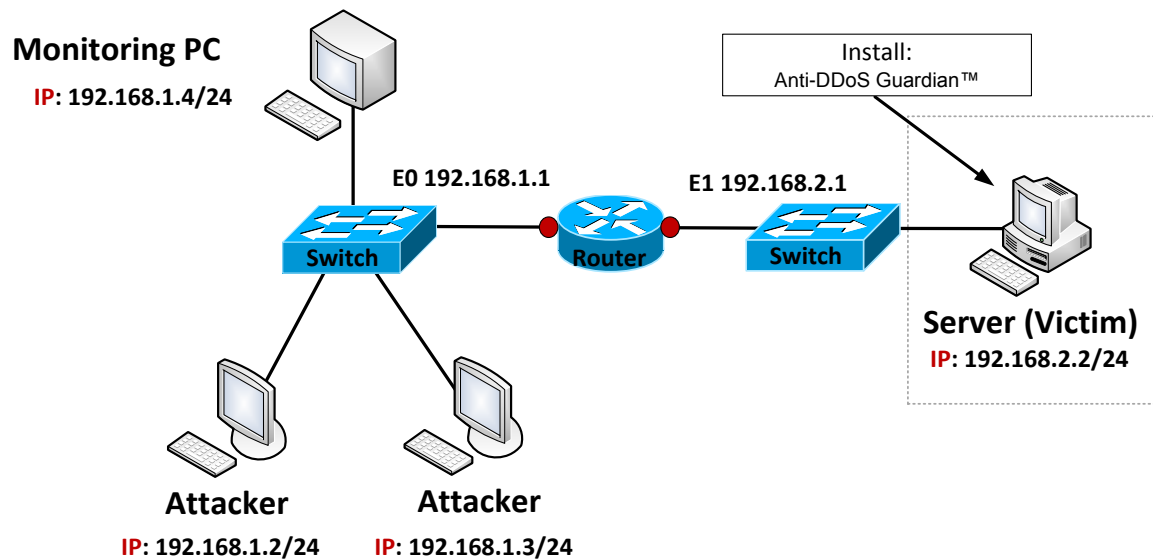 Monitoring PC
IP: 192.168.1.4/24
Install:
Anti-DDoS Guardian™
E0 192.168.1.1
E1 192.168.2.1
Switch
Router
Switch
Server (Victim)
IP: 192.168.2.2/24
Attacker
IP: 192.168.1.2/24
Attacker
IP: 192.168.1.3/24